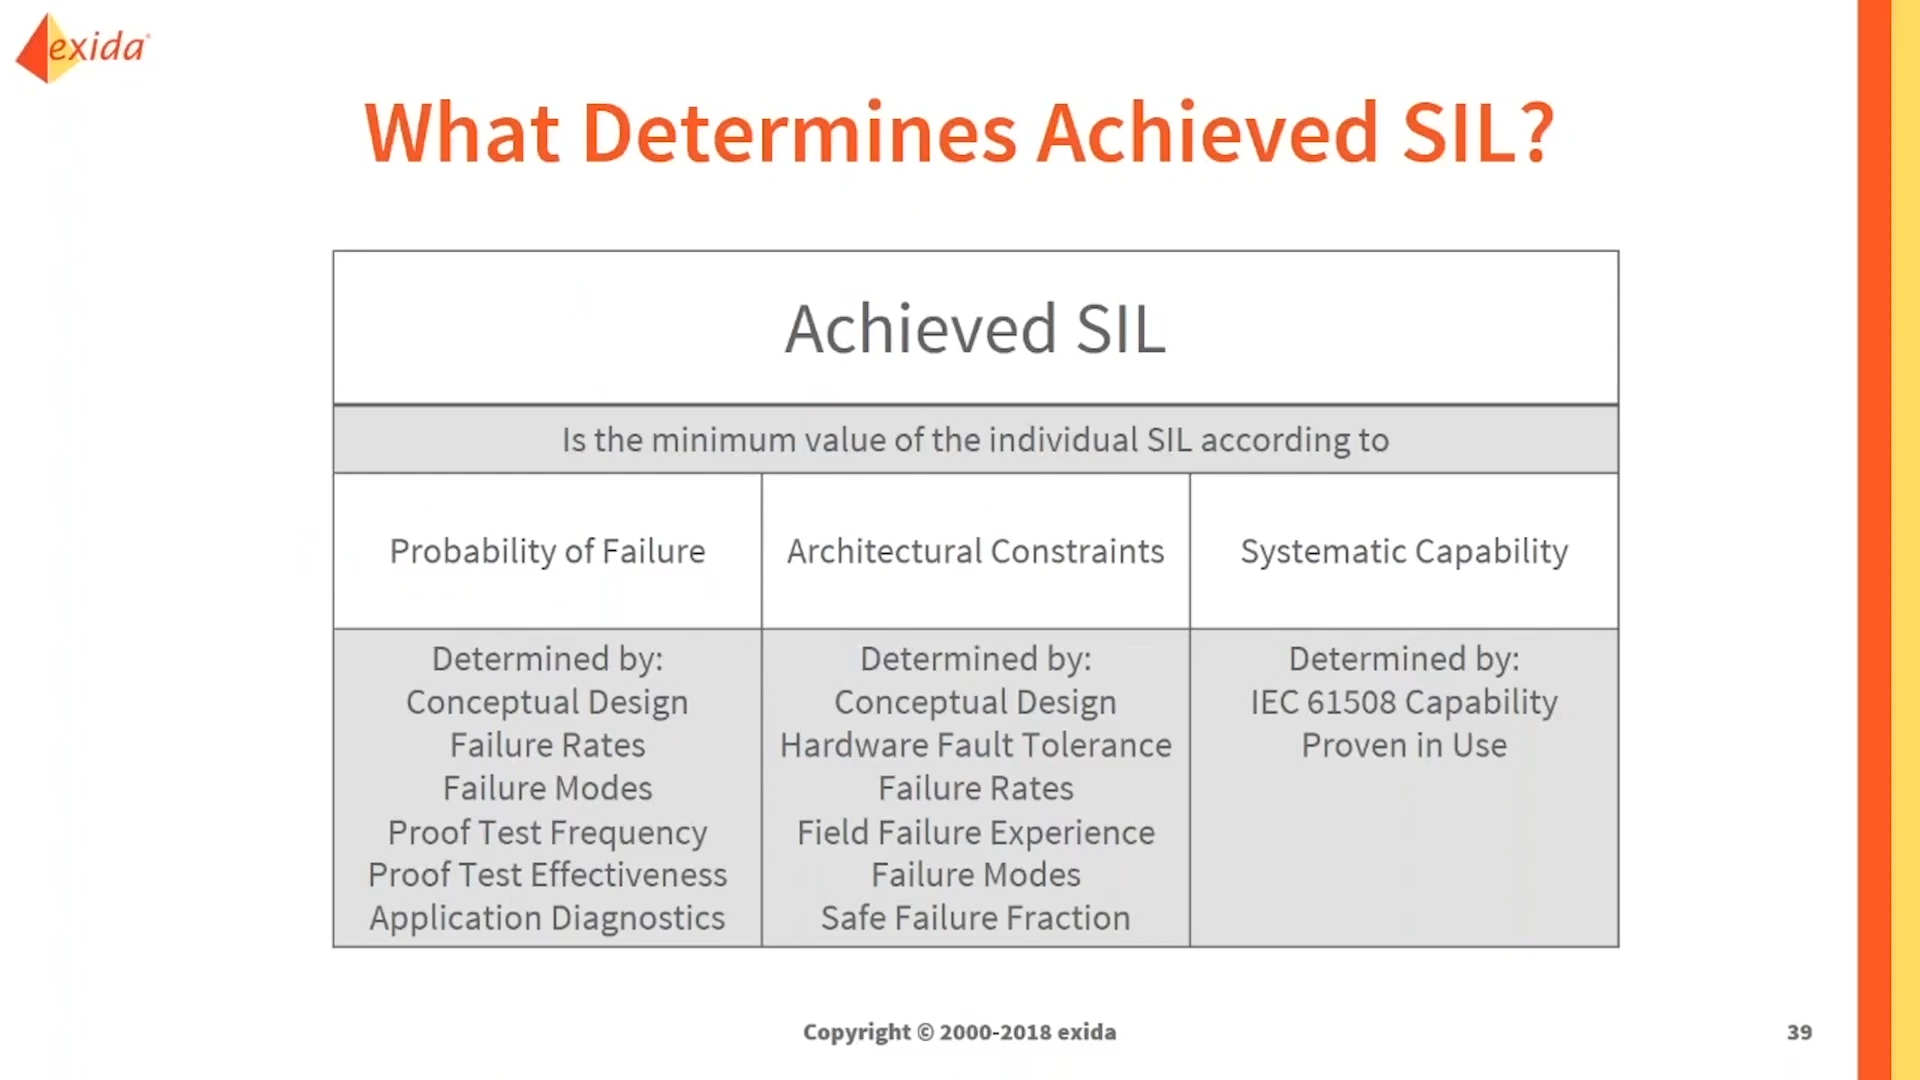 exida
What Determines Achieved SIL?
Achieved SIL
Is the minimum value of the individual SIL according to
Probability of Failure
Architectural Constraints
Systematic Capability
Determined by:
Conceptual Design
Failure Rates
Failure Modes
Proof Test Frequency
Proof Test Effectiveness
Application Diagnostics
Determined by:
Conceptual Design
Hardware Fault Tolerance
Failure Rates
Field Failure Experience
Failure Modes
Safe Failure Fraction
Determined by:
IEC 61508 Capability
Proven in Use
Copyright © 2000-2018 exida
39